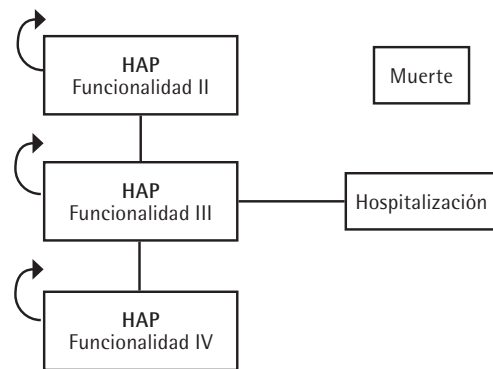 HAP
Funcionalidad II
Muerte
HAP
Funcionalidad III
Hospitalización
HAP
Funcionalidad IV